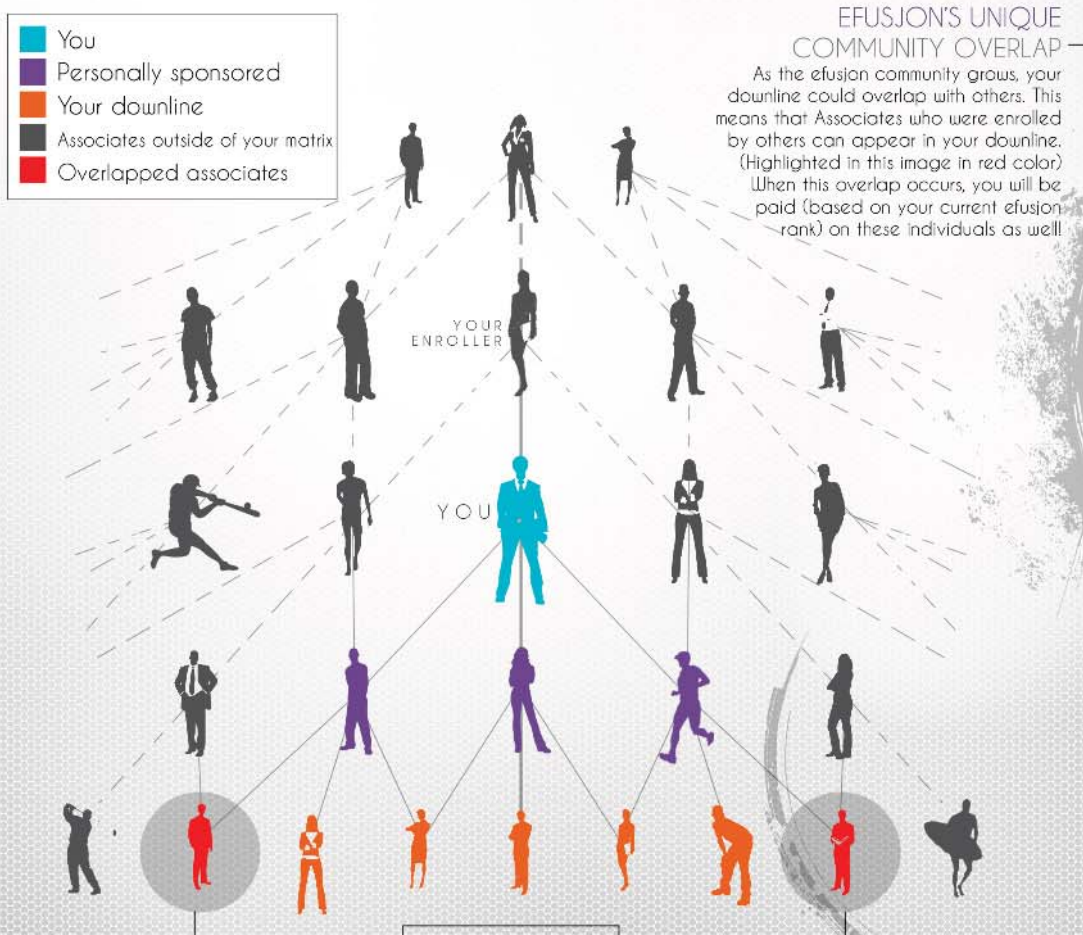 You
Personally sponsored
Your downline
Associates outside of your matrix
Overlapped associates
EFUSJON'S UNIQUE
COMMUNITY OVERLAP
As the efusjon community grows, your
downline could overlap with others. This
means that Associates who were enrolled
by others can appear in your downline.
(Highlighted in this image in red color)
When this overlap occurs, you will be
paid (based on your current efusjon
rank) on these individuals as well!
YOUR
ENROLLER
YOU